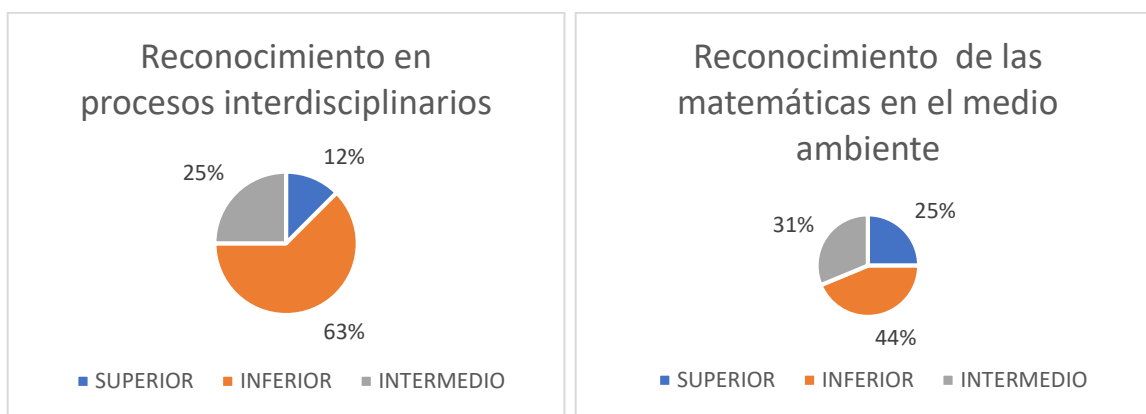 Reconocimiento en
procesos interdisciplinarios
12%
25%
63%
SUPERIOR INFERIOR INTERMEDIO
Reconocimiento de las
matemáticas en el medio
ambiente
25%
31%
44%
SUPERIOR INFERIOR INTERMEDIO